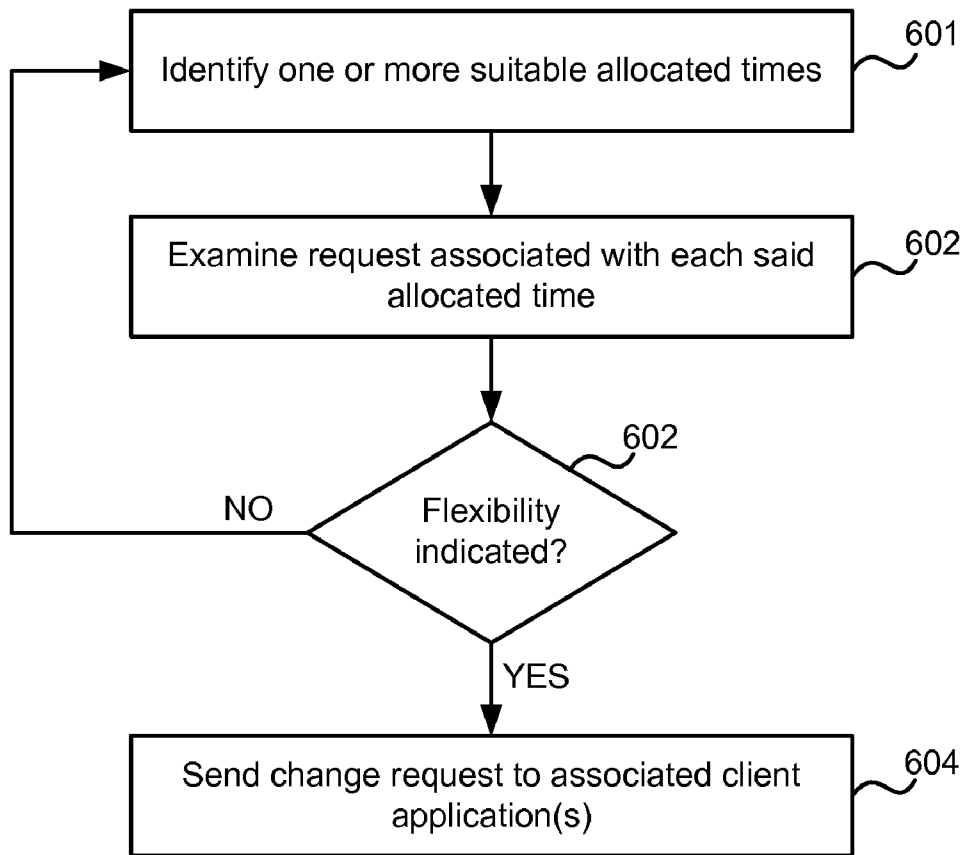 601
Identify one or more suitable allocated times
602
Examine request associated with each said
allocated time
602
Flexibility
indicated?
NO
YES
604
Send change request to associated client
application(s)